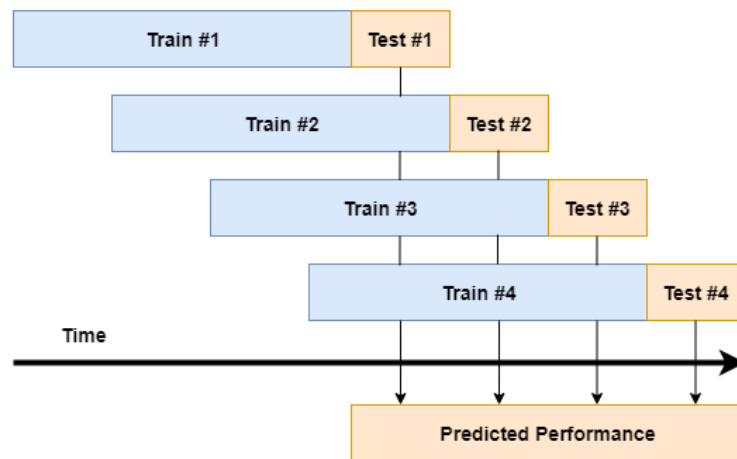 Train #1 Test #1
Train #2 Test #2
Train #3 Test #3
Train #4 Test #4
Time
Predicted Performance